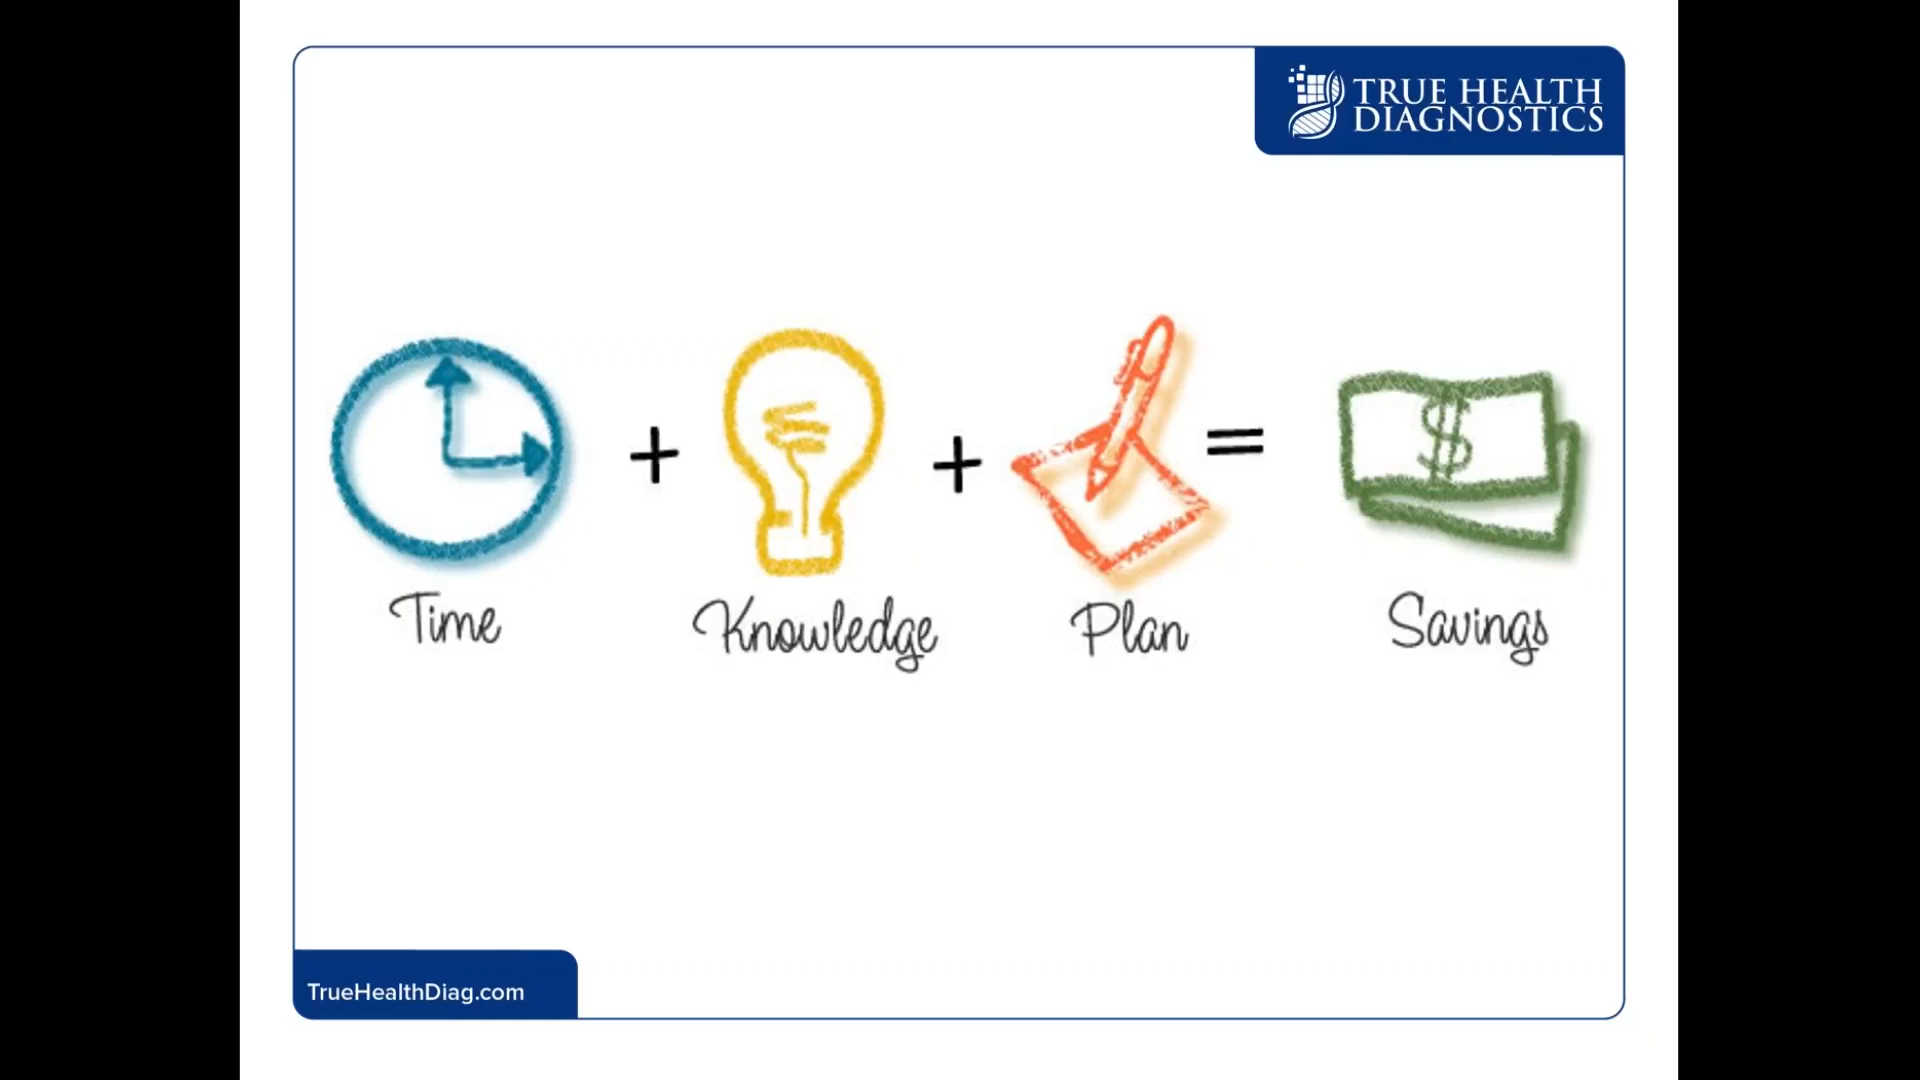 TRUE HEALTH
DIAGNOSTICS
+ + =
$
Time Knowledge Plan Savings
TrueHealthDiag.com